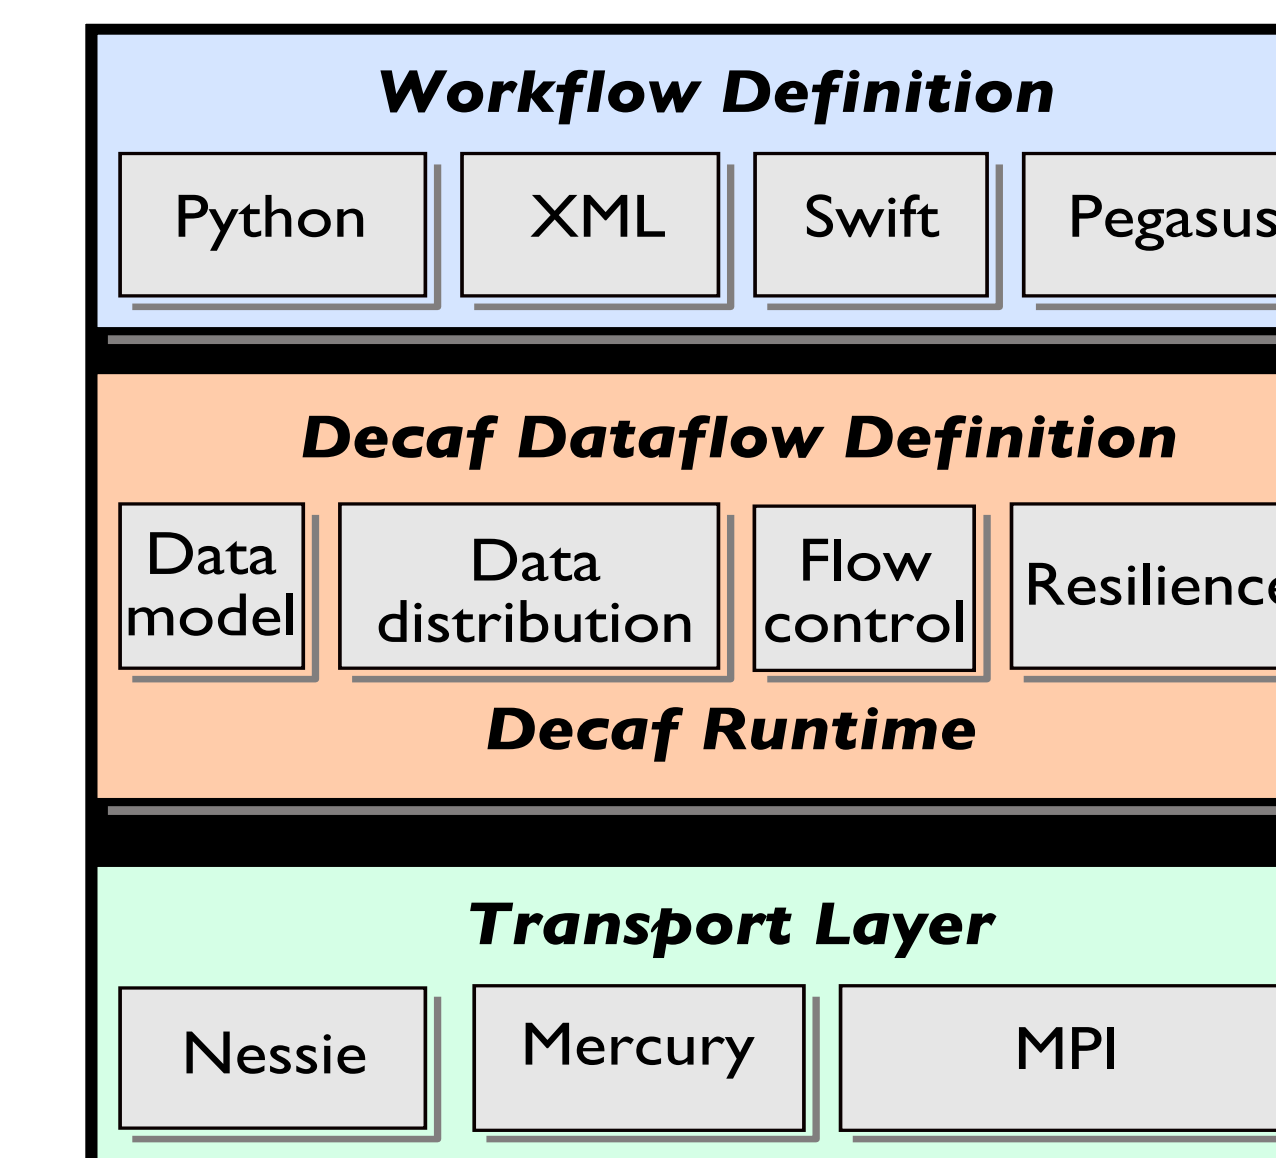 Workflow Definition
Python
XML
Swift
Pegasus
Decaf Dataflow Definition
Data
model
Data
distribution
Flow
control
Resilience
Decaf Runtime
Transport Layer
Nessie
Mercury
MPI